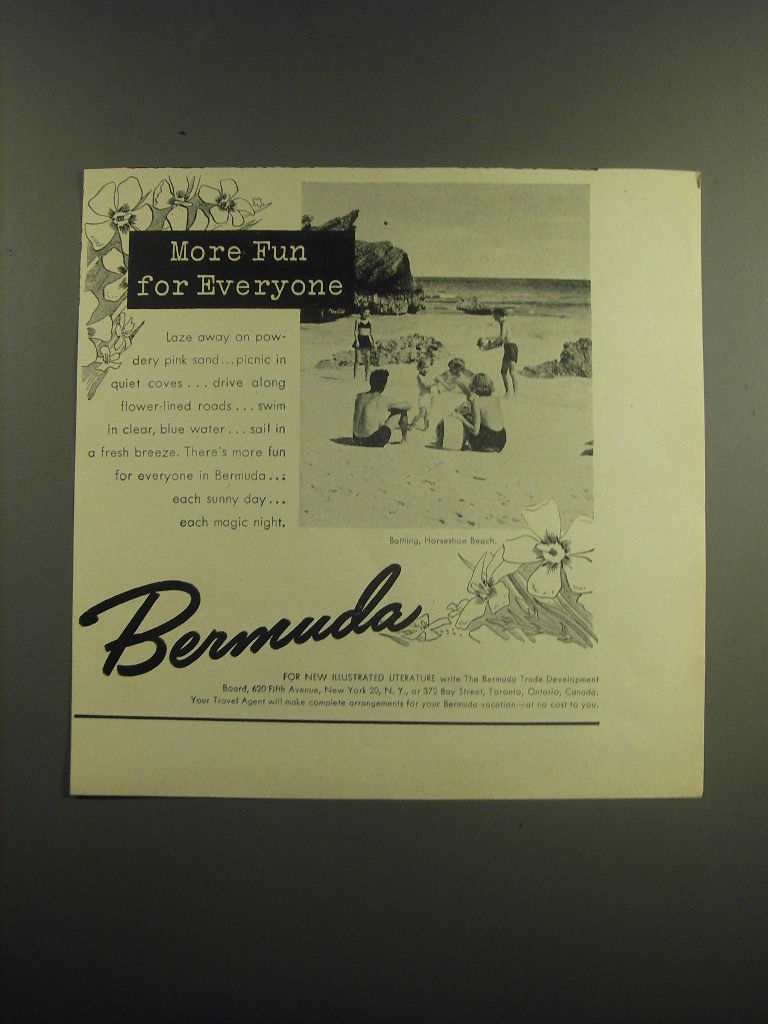 More Fun
for Everyone
Laze away on pow-
dery pink sand...picnic in
quiet coves...drive along
flower-lined roads...swim
in clear, blue water...sail in
a fresh breeze. There's more fun
for everyone in Bermuda...
each sunny day...
each magic night.
Bathing, Horseshoe Beach.
Bermuda
FOR NEW ILLUSTRATED LITERATURE write The Bermuda Trade Development
Board, 620 Fifth Avenue, New York 20, N. Y., or 372 Bay Street, Toronto, Ontario, Canada.
Your Travel Agent will make complete arrangements for your Bermuda vacation—at no cost to you.